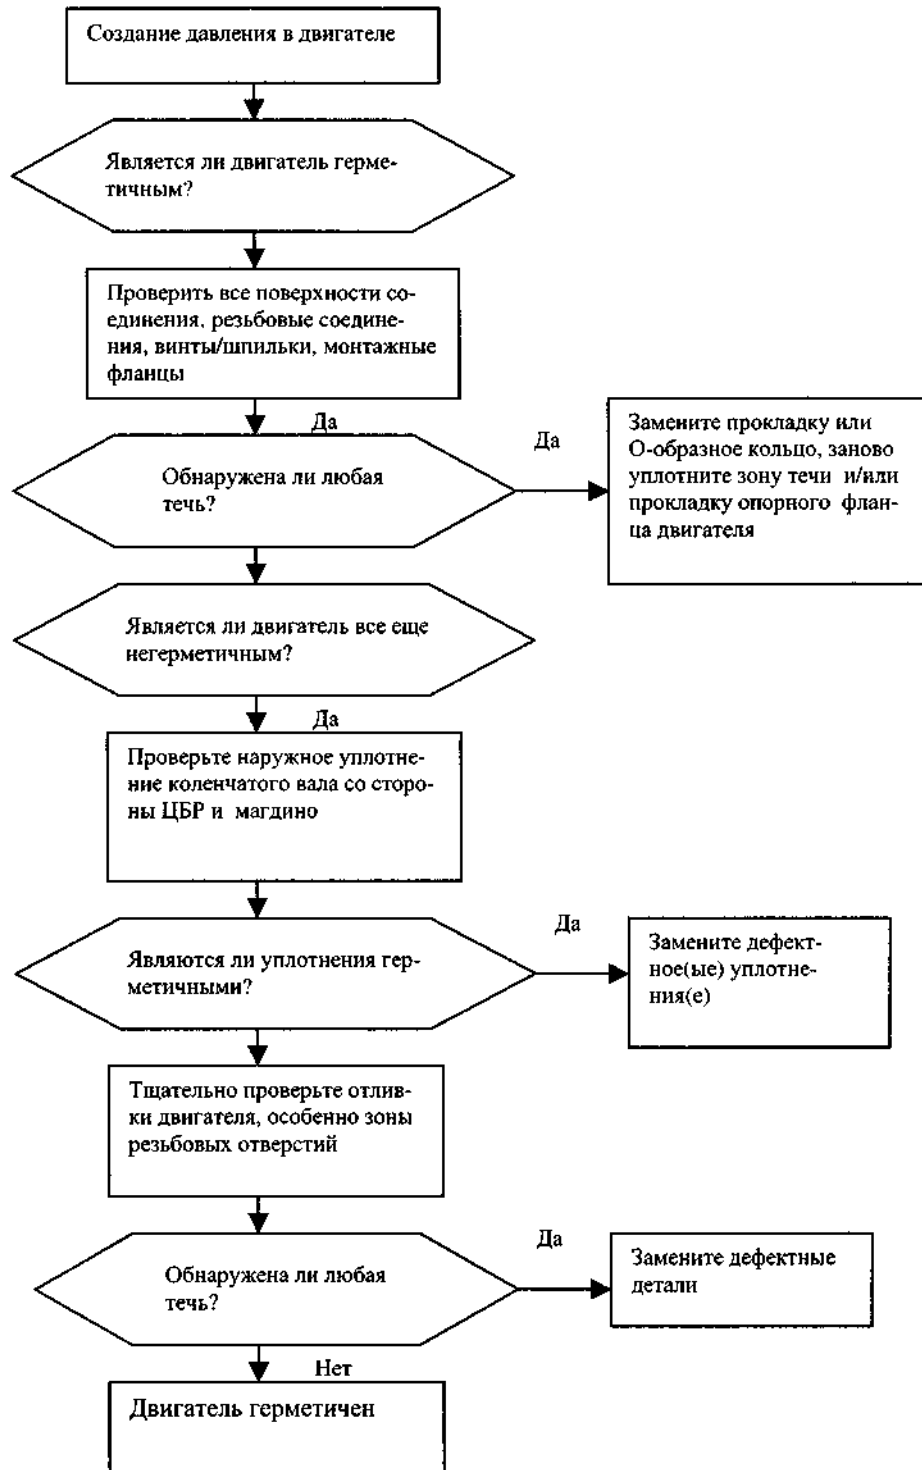 Создание давления в двигателе
Является ли двигатель герме-
тичным?
Проверить все поверхности со-
единения, резьбовые соедине-
ния, винты/шпильки, монтажные
фланцы
Да
Обнаружена ли любая
течь?
Да
Замените прокладку или
О-образное кольцо, заново
уплотните зону течи и/или
прокладку опорного флан-
ца двигателя
Является ли двигатель все еще
негерметичным?
Да
Проверьте наружное уплотне-
ние коленчатого вала со сторо-
ны ЦБР и магдино
Являются ли уплотнения гер-
метичными?
Да
Замените дефект-
ное(ые) уплотне-
ния(е)
Тщательно проверьте отлив-
ки двигателя, особенно зоны
резьбовых отверстий
Обнаружена ли любая
течь?
Да
Замените дефектные
детали
Нет
Двигатель герметичен